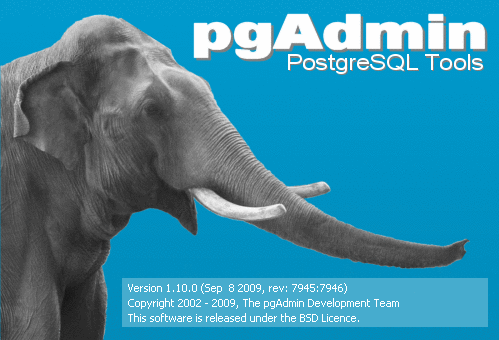 pgAdmin
PostgreSQL Tools
Version 1.10.0 (Sep  8 2009, rev: 7945:7946)
Copyright 2002 - 2009, The pgAdmin Development Team
This software is released under the BSD Licence.